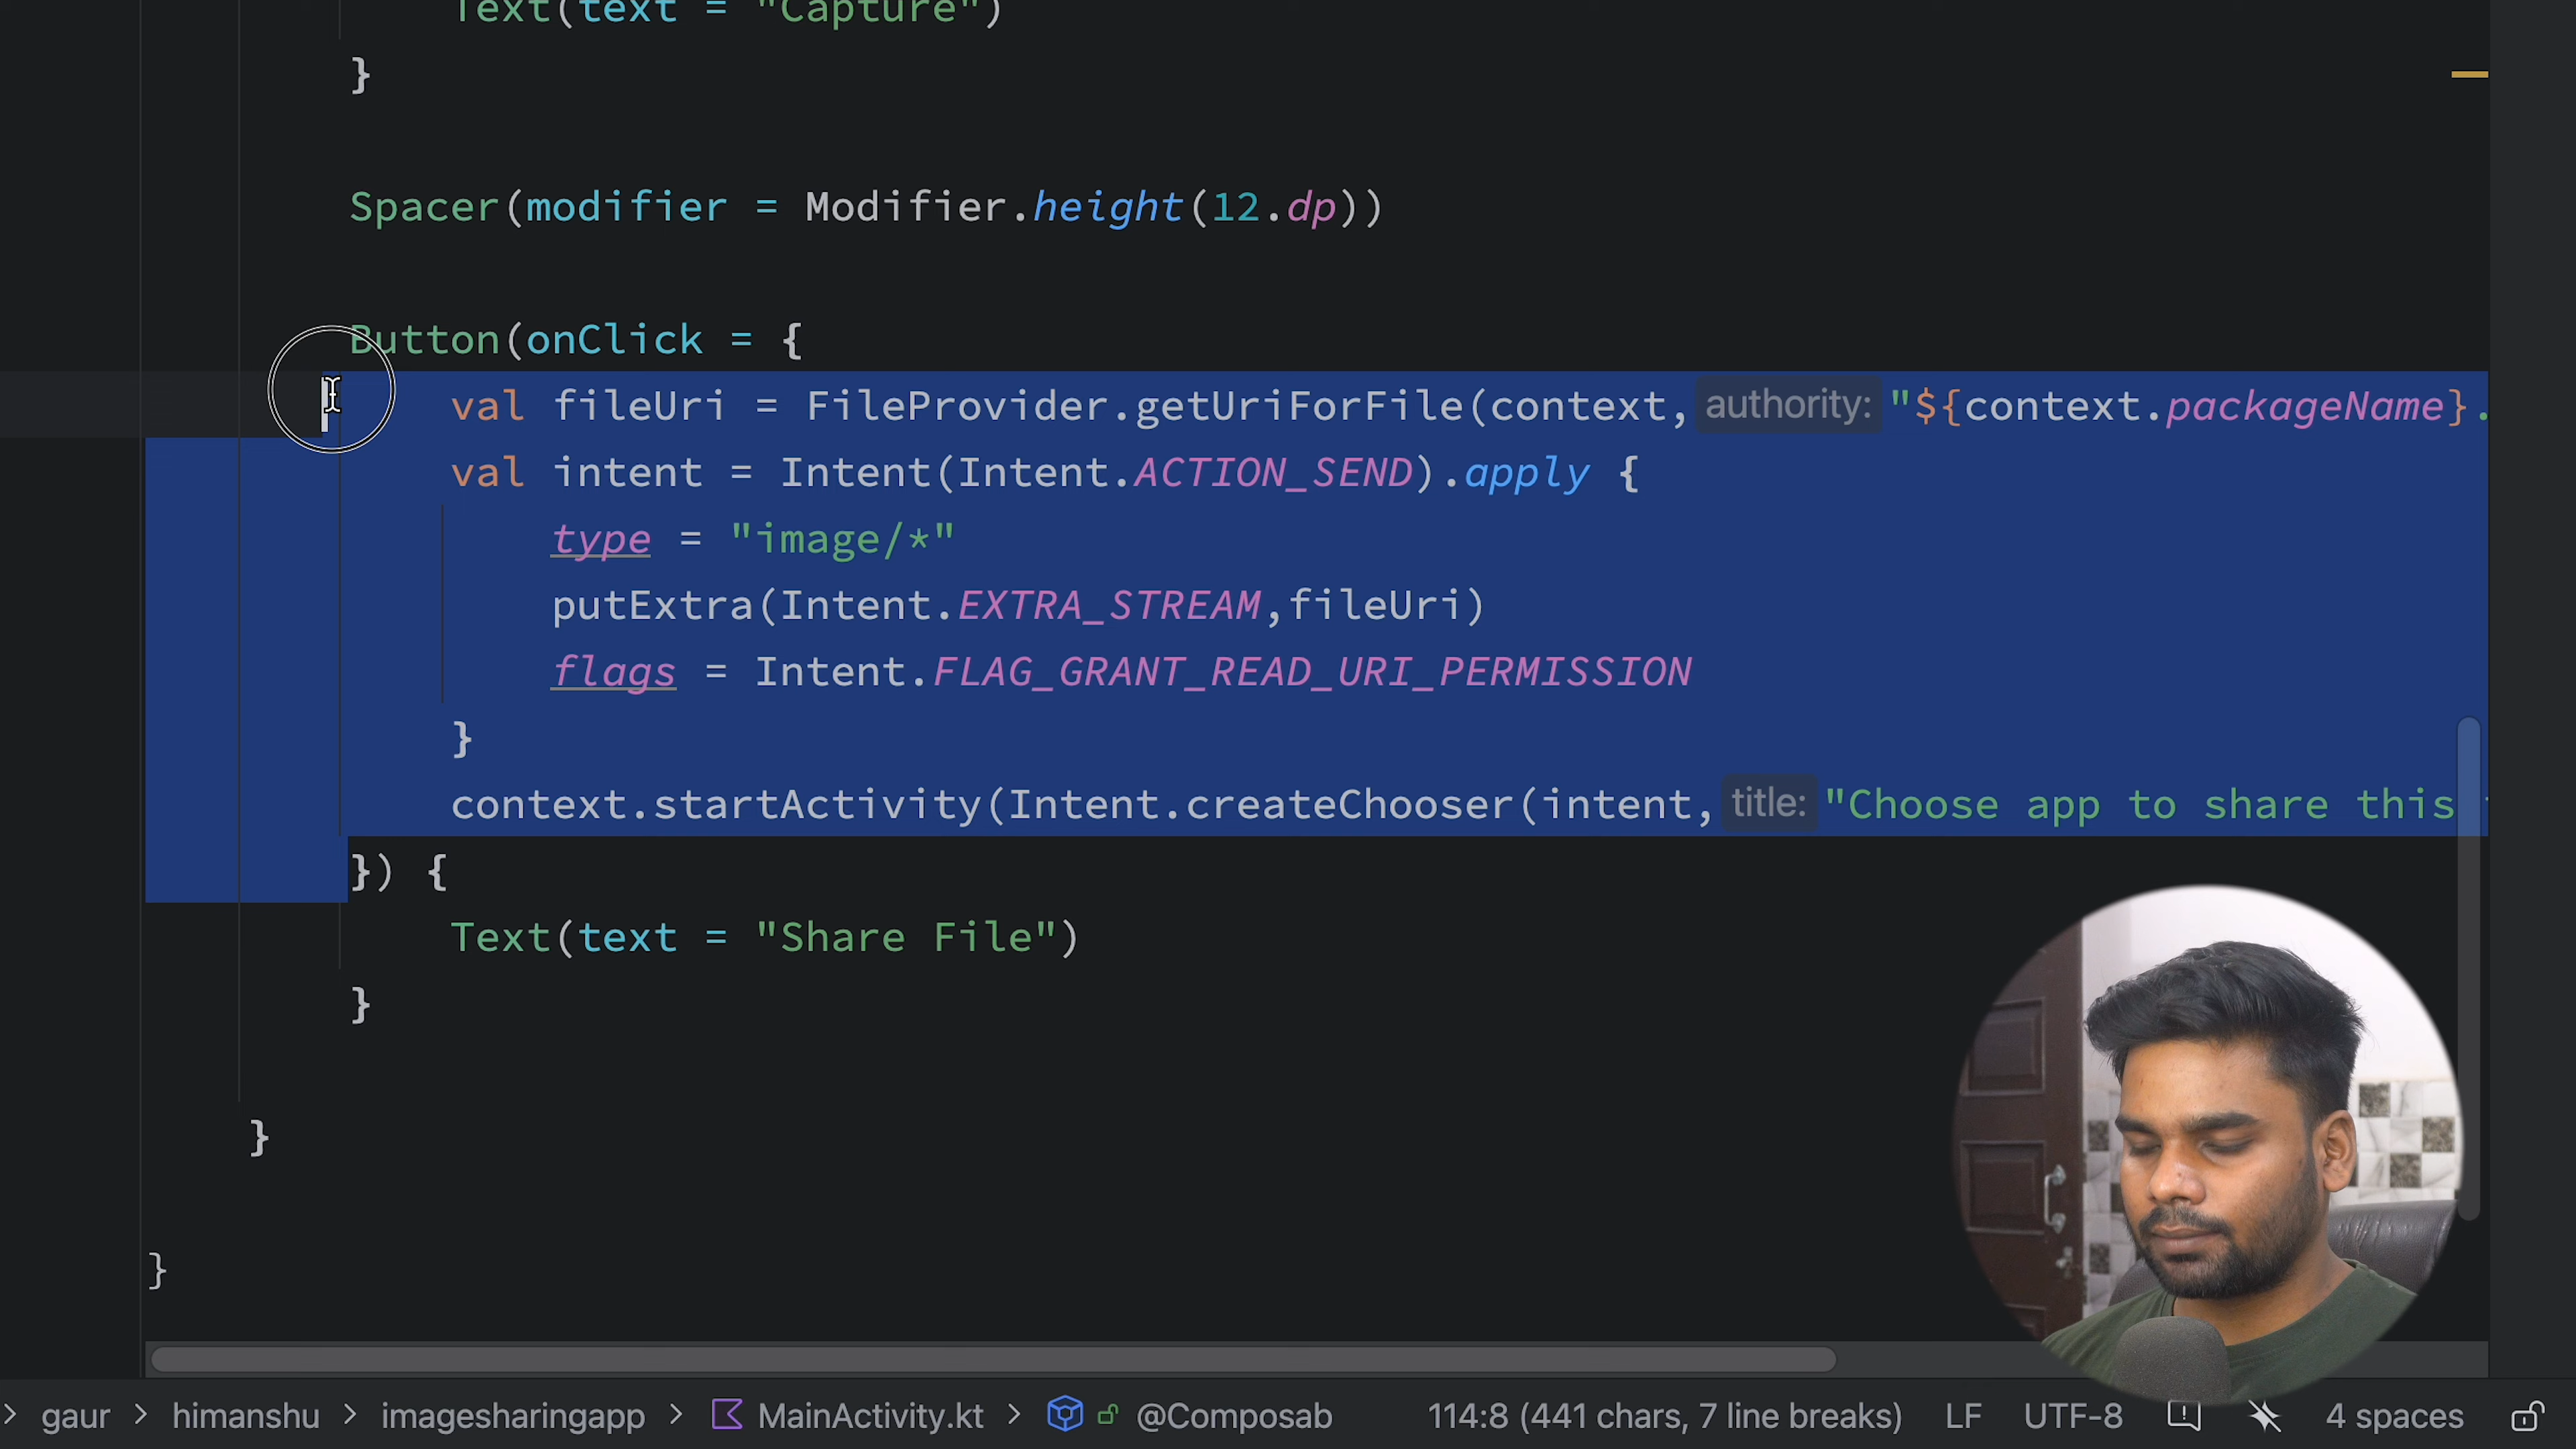 Text(text = "Capture")
}
Spacer(modifier = Modifier.height(12.dp))
Button(onClick = {
val fileUri = FileProvider.getUriForFile(context, authority: "${context.packageName}.
val intent = Intent(Intent.ACTION_SEND).apply {
type = "image/*"
putExtra(Intent.EXTRA_STREAM,fileUri)
flags = Intent.FLAG_GRANT_READ_URI_PERMISSION
}
context.startActivity(Intent.createChooser(intent, title: "Choose app to share this
}) {
Text(text = "Share File")
}
}
}
> gaur > himanshu > imagesharingapp > MainActivity.kt > @Composab 114:8 (441 chars, 7 line breaks) LF UTF-8 4 spaces